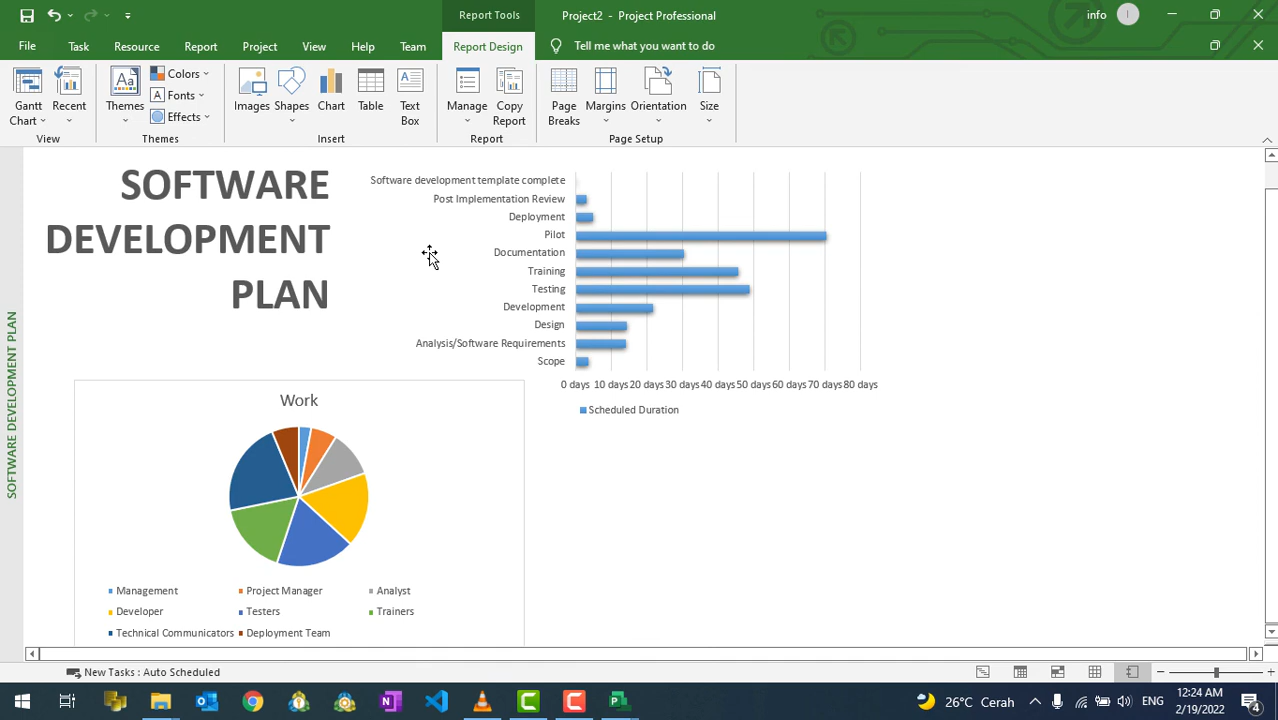 Report Tools
Project2 - Project Professional
info
I
File
Task
Resource
Report
Project
View
Help
Team
Report Design
Tell me what you want to do
Gantt Chart
Recent
Themes
Aa
Colors
Fonts
Effects
Images
Shapes
Chart
Table
Text Box
Manage
Copy Report
Page Breaks
Margins
Orientation
Size
View
Themes
Insert
Report
Page Setup
SOFTWARE
DEVELOPMENT
PLAN
SOFTWARE DEVELOPMENT PLAN
Software development template complete
Post Implementation Review
Deployment
Pilot
Documentation
Training
Testing
Development
Design
Analysis/Software Requirements
Scope
0 days 10 days 20 days 30 days 40 days 50 days 60 days 70 days 80 days
Scheduled Duration
Work
Management Project Manager Analyst
Developer Testers Trainers
Technical Communicators Deployment Team
New Tasks : Auto Scheduled
26°C Cerah
ENG
12:24 AM
2/19/2022
4